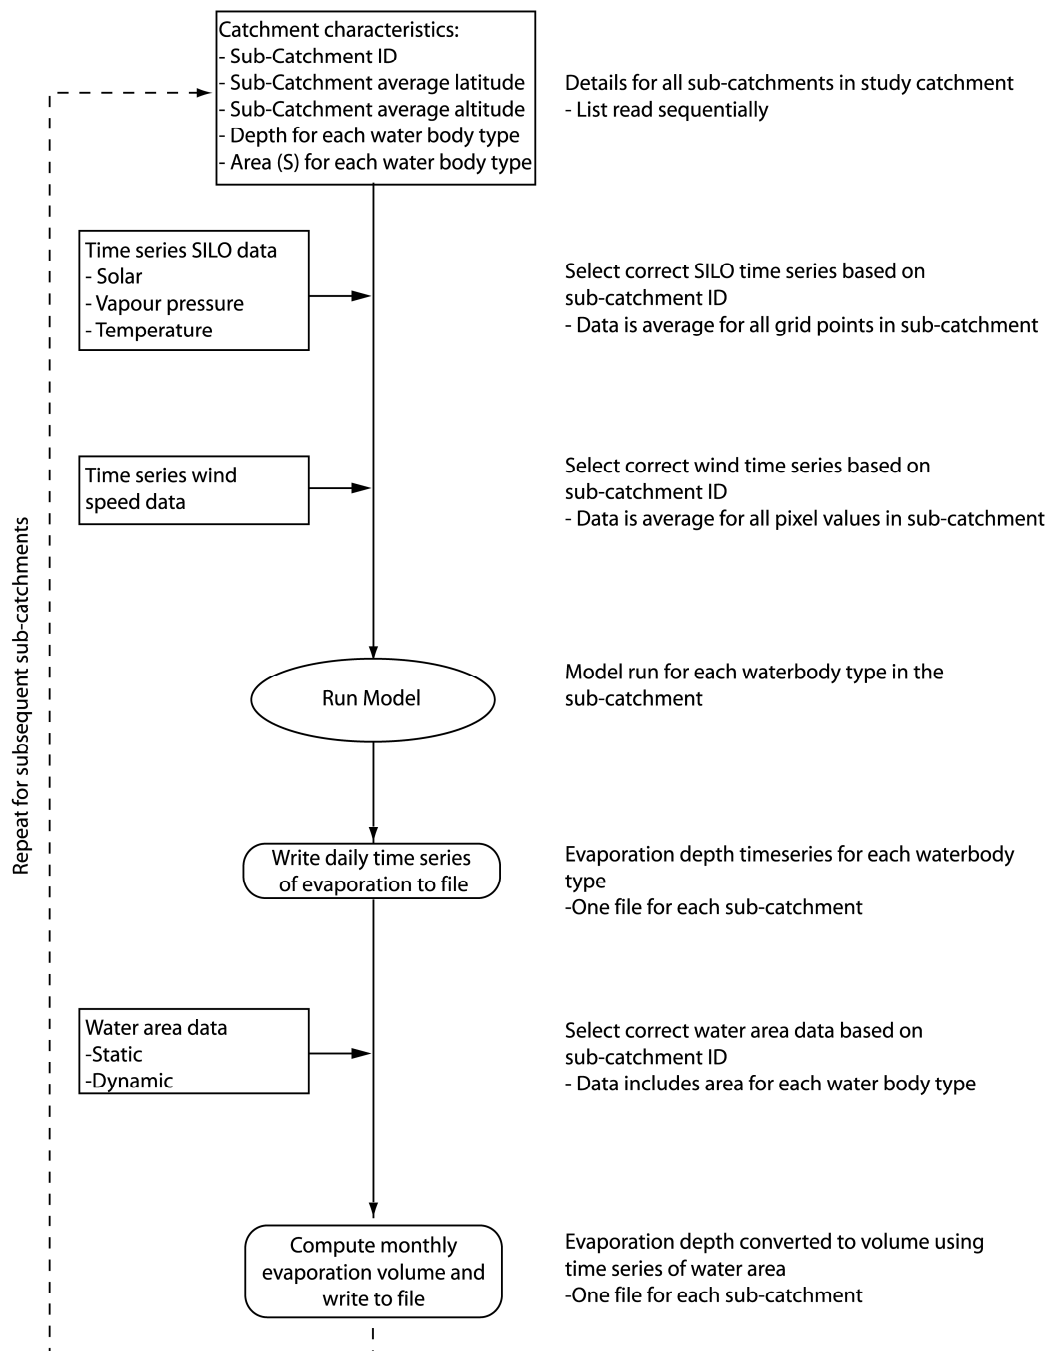 Catchment characteristics:
- Sub-Catchment ID
- Sub-Catchment average latitude
- Sub-Catchment average altitude
- Depth for each water body type
- Area (S) for each water body type
Details for all sub-catchments in study catchment
- List read sequentially
Time series SILO data
- Solar
- Vapour pressure
- Temperature
Select correct SILO time series based on
sub-catchment ID
- Data is average for all grid points in sub-catchment
Time series wind
speed data
Select correct wind time series based on
sub-catchment ID
- Data is average for all pixel values in sub-catchment
Repeat for subsequent sub-catchments
Run Model
Model run for each waterbody type in the
sub-catchment
Write daily time series
of evaporation to file
Evaporation depth timeseries for each waterbody
type
-One file for each sub-catchment
Water area data
-Static
-Dynamic
Select correct water area data based on
sub-catchment ID
- Data includes area for each water body type
Compute monthly
evaporation volume and
write to file
Evaporation depth converted to volume using
time series of water area
-One file for each sub-catchment